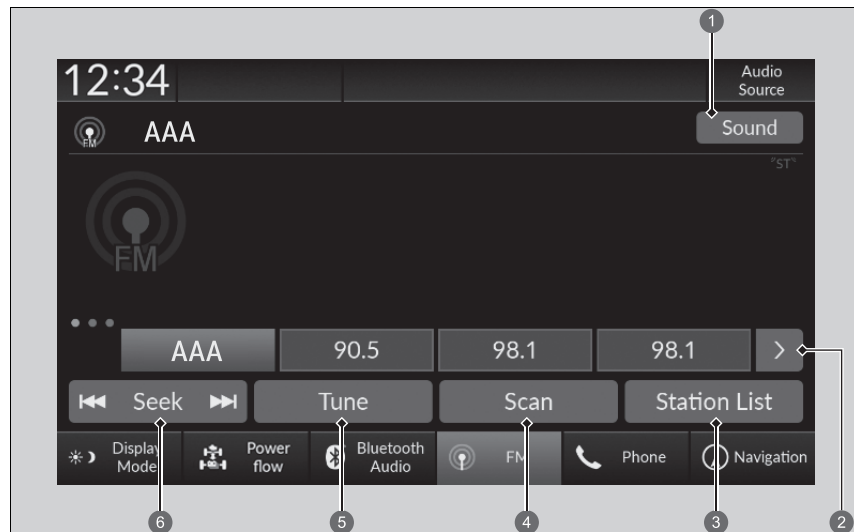 1
12:34
Audio
Source
FM
AAA
Sound
"ST"
FM
AAA
90.5
98.1
98.1
>
Seek
Tune
Scan
Station List
Display
Mode
Power
flow
Bluetooth
Audio
FM
Phone
Navigation
6
5
4
3
2